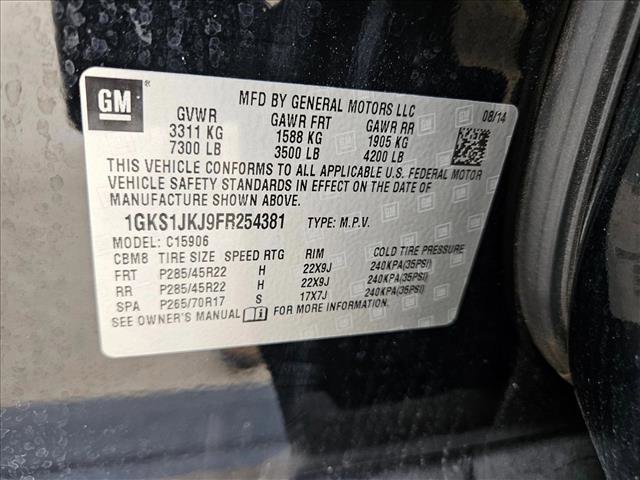 GM ®
MFD BY GENERAL MOTORS LLC 08/14
GVWR GAWR FRT GAWR RR
3311 KG 1588 KG 1905 KG
7300 LB 3500 LB 4200 LB
THIS VEHICLE CONFORMS TO ALL APPLICABLE U.S. FEDERAL MOTOR
VEHICLE SAFETY STANDARDS IN EFFECT ON THE DATE OF
MANUFACTURE SHOWN ABOVE.
1GKS1JKJ9FR254381 TYPE: M.P.V.
MODEL: C15906
CBM8 TIRE SIZE SPEED RTG RIM COLD TIRE PRESSURE
FRT P285/45R22 H 22X9J 240KPA(35PSI)
RR P285/45R22 H 22X9J 240KPA(35PSI)
SPA P265/70R17 S 17X7J 240KPA(35PSI)
SEE OWNER'S MANUAL FOR ADDITIONAL INFORMATION.